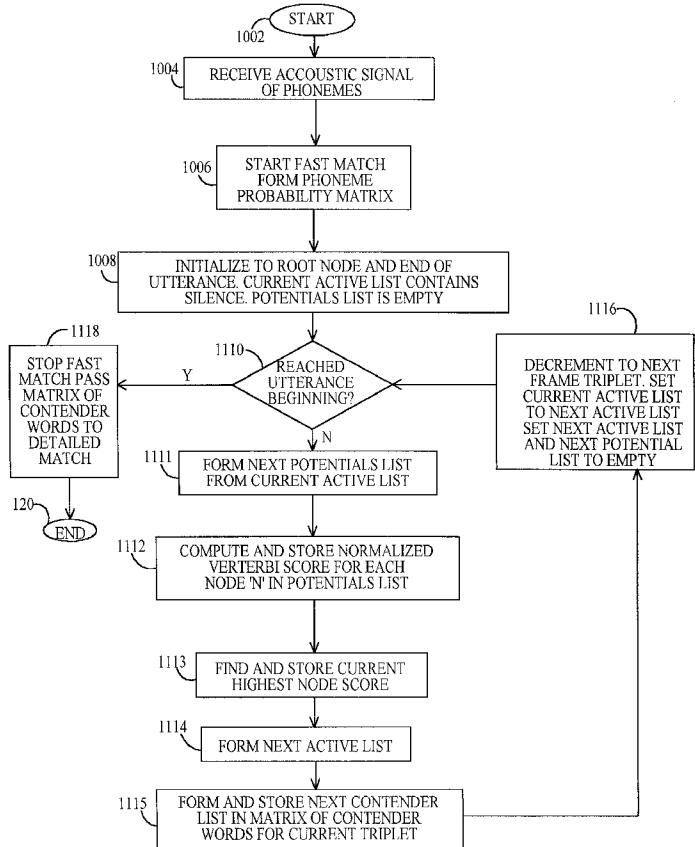 START
1002
1004
RECEIVE ACCOUSTIC SIGNAL
OF PHONEMES
1006
START FAST MATCH
FORM PHONEME
PROBABILITY MATRIX
1008
INITIALIZE TO ROOT NODE AND END OF
UTTERANCE. CURRENT ACTIVE LIST CONTAINS
SILENCE. POTENTIALS LIST IS EMPTY
1110
REACHED
UTTERANCE
BEGINNING?
Y
N
1118
STOP FAST
MATCH PASS
MATRIX OF
CONTENDER
WORDS TO
DETAILED
MATCH
120
END
1116
DECREMENT TO NEXT
FRAME TRIPLET. SET
CURRENT ACTIVE LIST
TO NEXT ACTIVE LIST
SET NEXT ACTIVE LIST
AND NEXT POTENTIAL
LIST TO EMPTY
1111
FORM NEXT POTENTIALS LIST
FROM CURRENT ACTIVE LIST
1112
COMPUTE AND STORE NORMALIZED
VERTERBI SCORE FOR EACH
NODE 'N' IN POTENTIALS LIST
1113
FIND AND STORE CURRENT
HIGHEST NODE SCORE
1114
FORM NEXT ACTIVE LIST
1115
FORM AND STORE NEXT CONTENDER
LIST IN MATRIX OF CONTENDER
WORDS FOR CURRENT TRIPLET